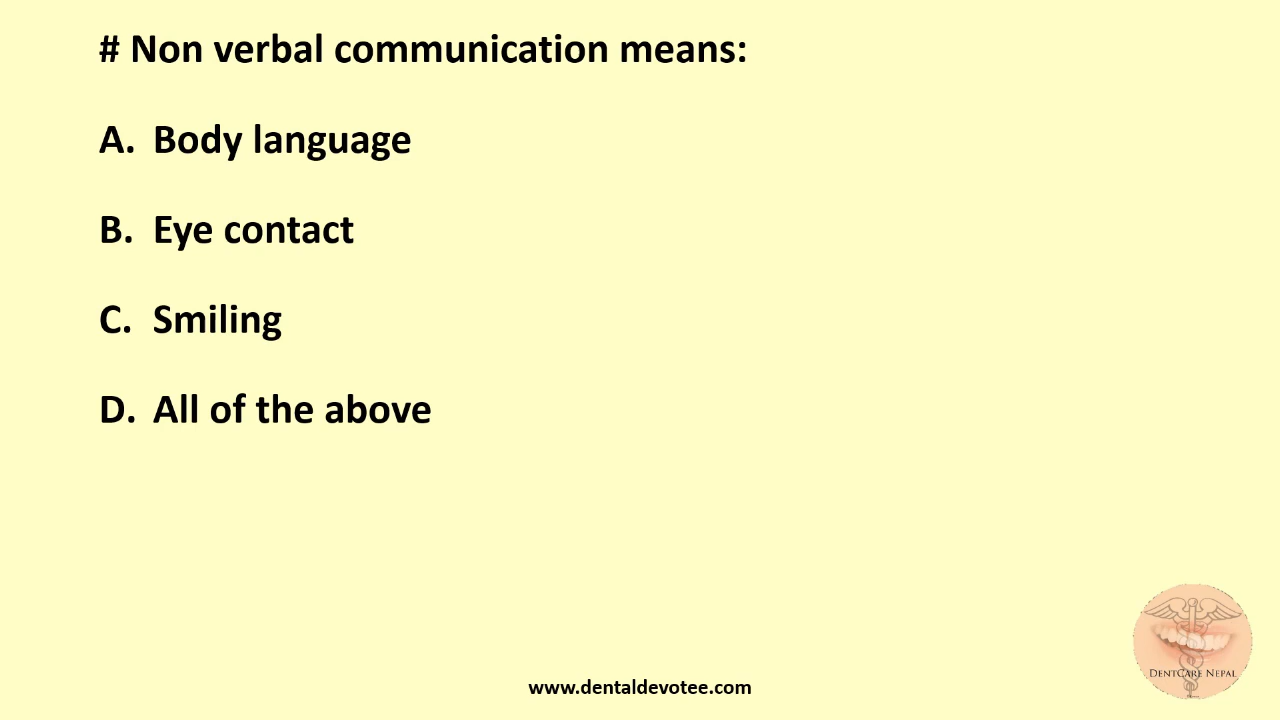 # Non verbal communication means:
A. Body language
B. Eye contact
C. Smiling
D. All of the above
DentCare Nepal
www.dentaldevotee.com